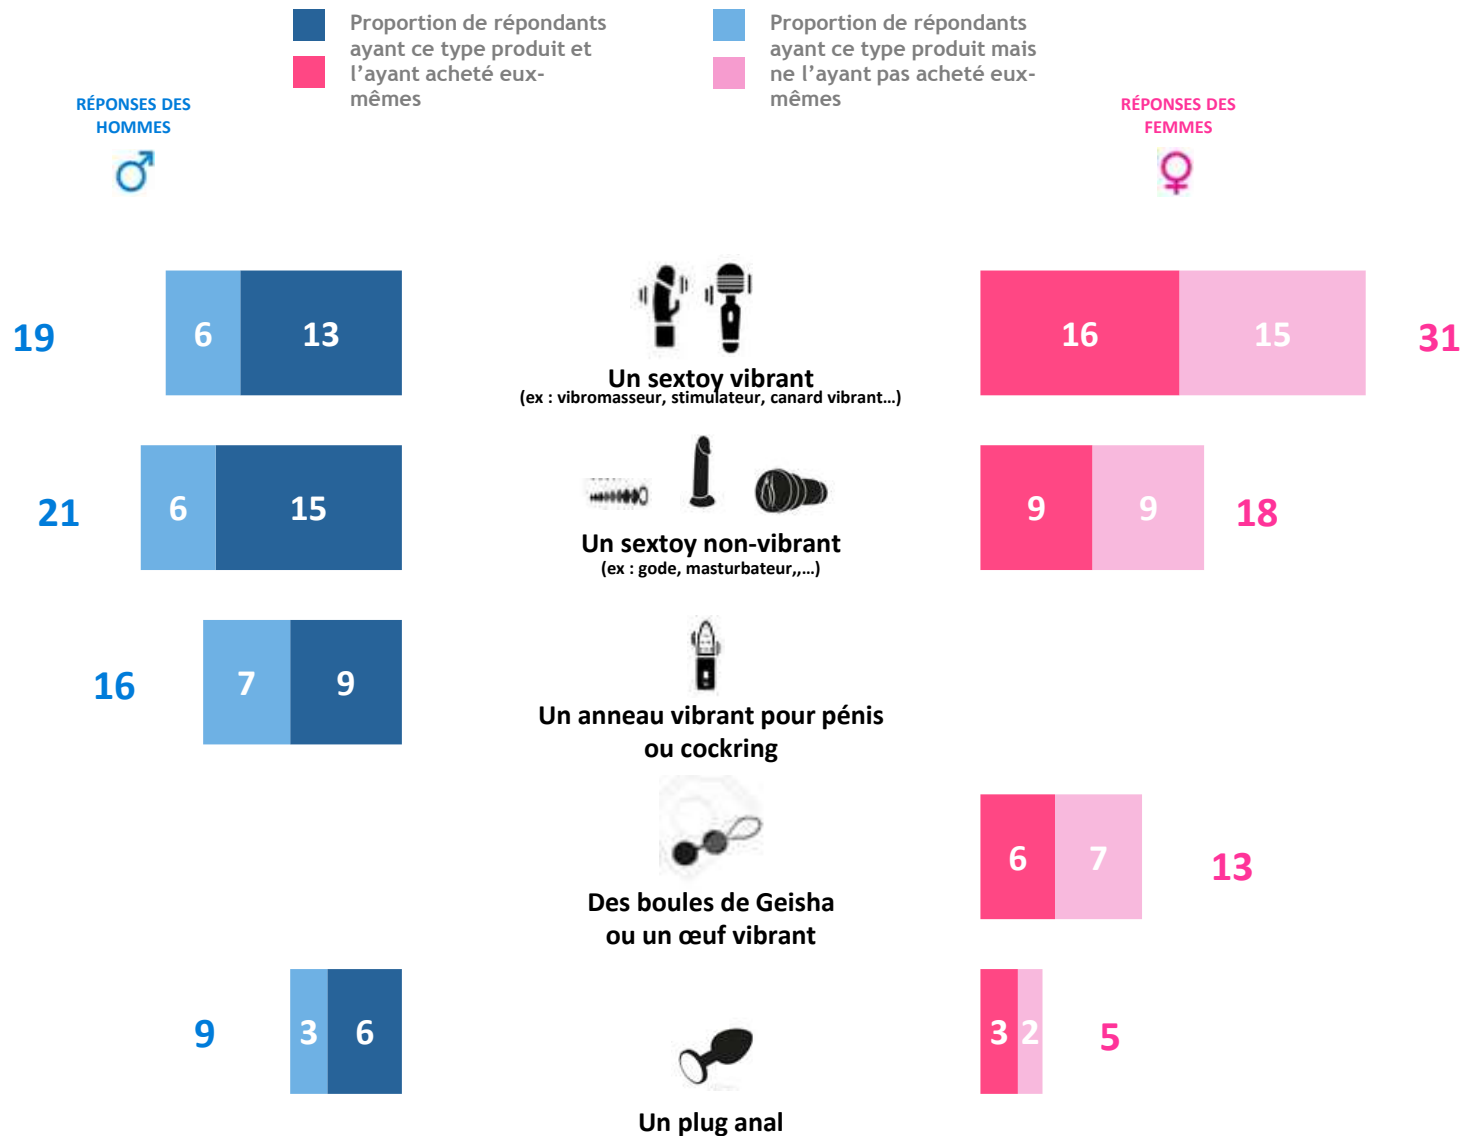 Proportion de répondants
ayant ce type produit et
l’ayant acheté eux-
mêmes
Proportion de répondants
ayant ce type produit mais
ne l’ayant pas acheté eux-
mêmes
RÉPONSES DES
HOMMES
RÉPONSES DES
FEMMES
19
6
13
Un sextoy vibrant
(ex : vibromasseur, stimulateur, canard vibrant…)
16
15
31
21
6
15
Un sextoy non-vibrant
(ex : gode, masturbateur,,…)
9
9
18
16
7
9
Un anneau vibrant pour pénis
ou cockring
Des boules de Geisha
ou un œuf vibrant
6
7
13
9
3
6
Un plug anal
3
2
5